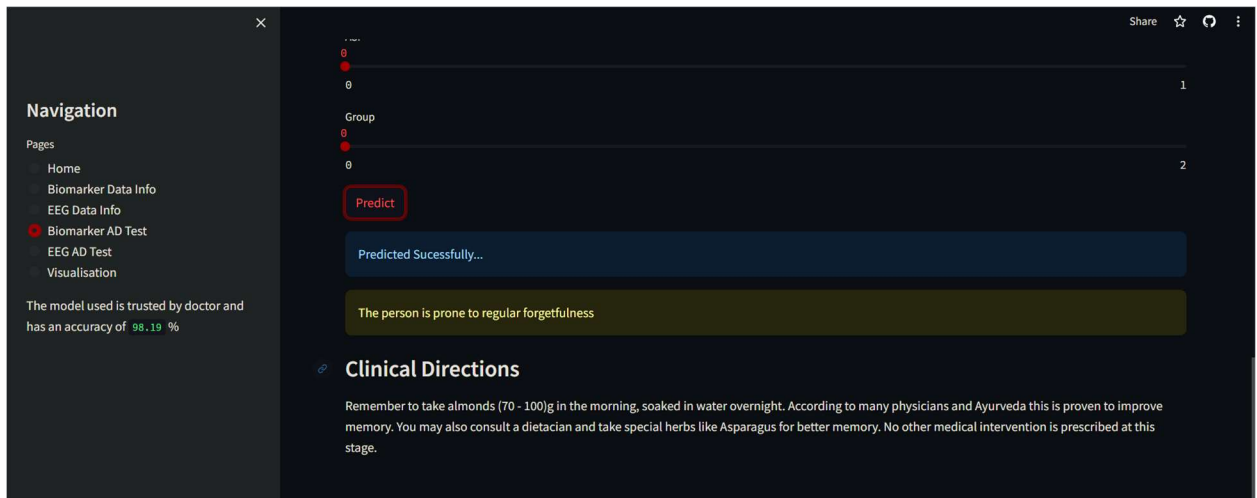 Share
0
0
1
Navigation
Group
0
Pages
0
2
Home
Biomarker Data Info
EEG Data Info
Biomarker AD Test
EEG AD Test
Visualisation
Predict
Predicted Sucessfully...
The model used is trusted by doctor and
has an accuracy of 98.19 %
The person is prone to regular forgetfulness
Clinical Directions
Remember to take almonds (70 - 100)g in the morning, soaked in water overnight. According to many physicians and Ayurveda this is proven to improve
memory. You may also consult a dietacian and take special herbs like Asparagus for better memory. No other medical intervention is prescribed at this
stage.